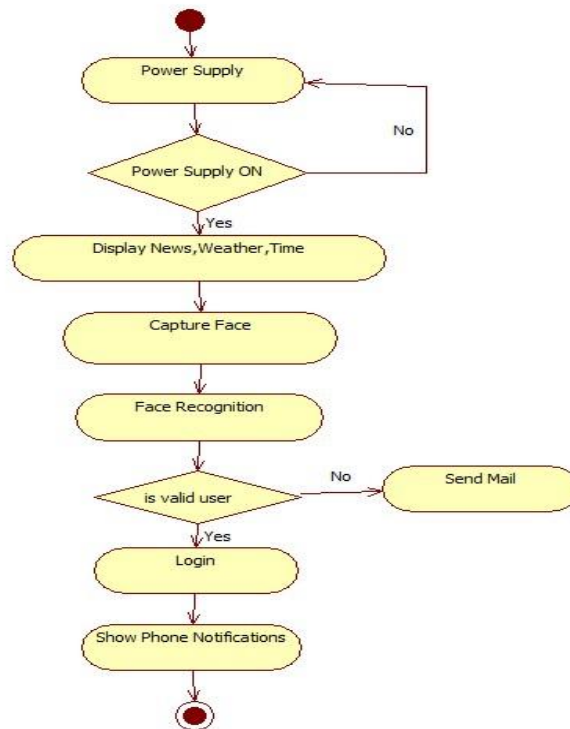 Power Supply
No
Power Supply ON
Yes
Display News,Weather,Time
Capture Face
Face Recognition
No
is valid user
Send Mail
Yes
Login
Show Phone Notifications